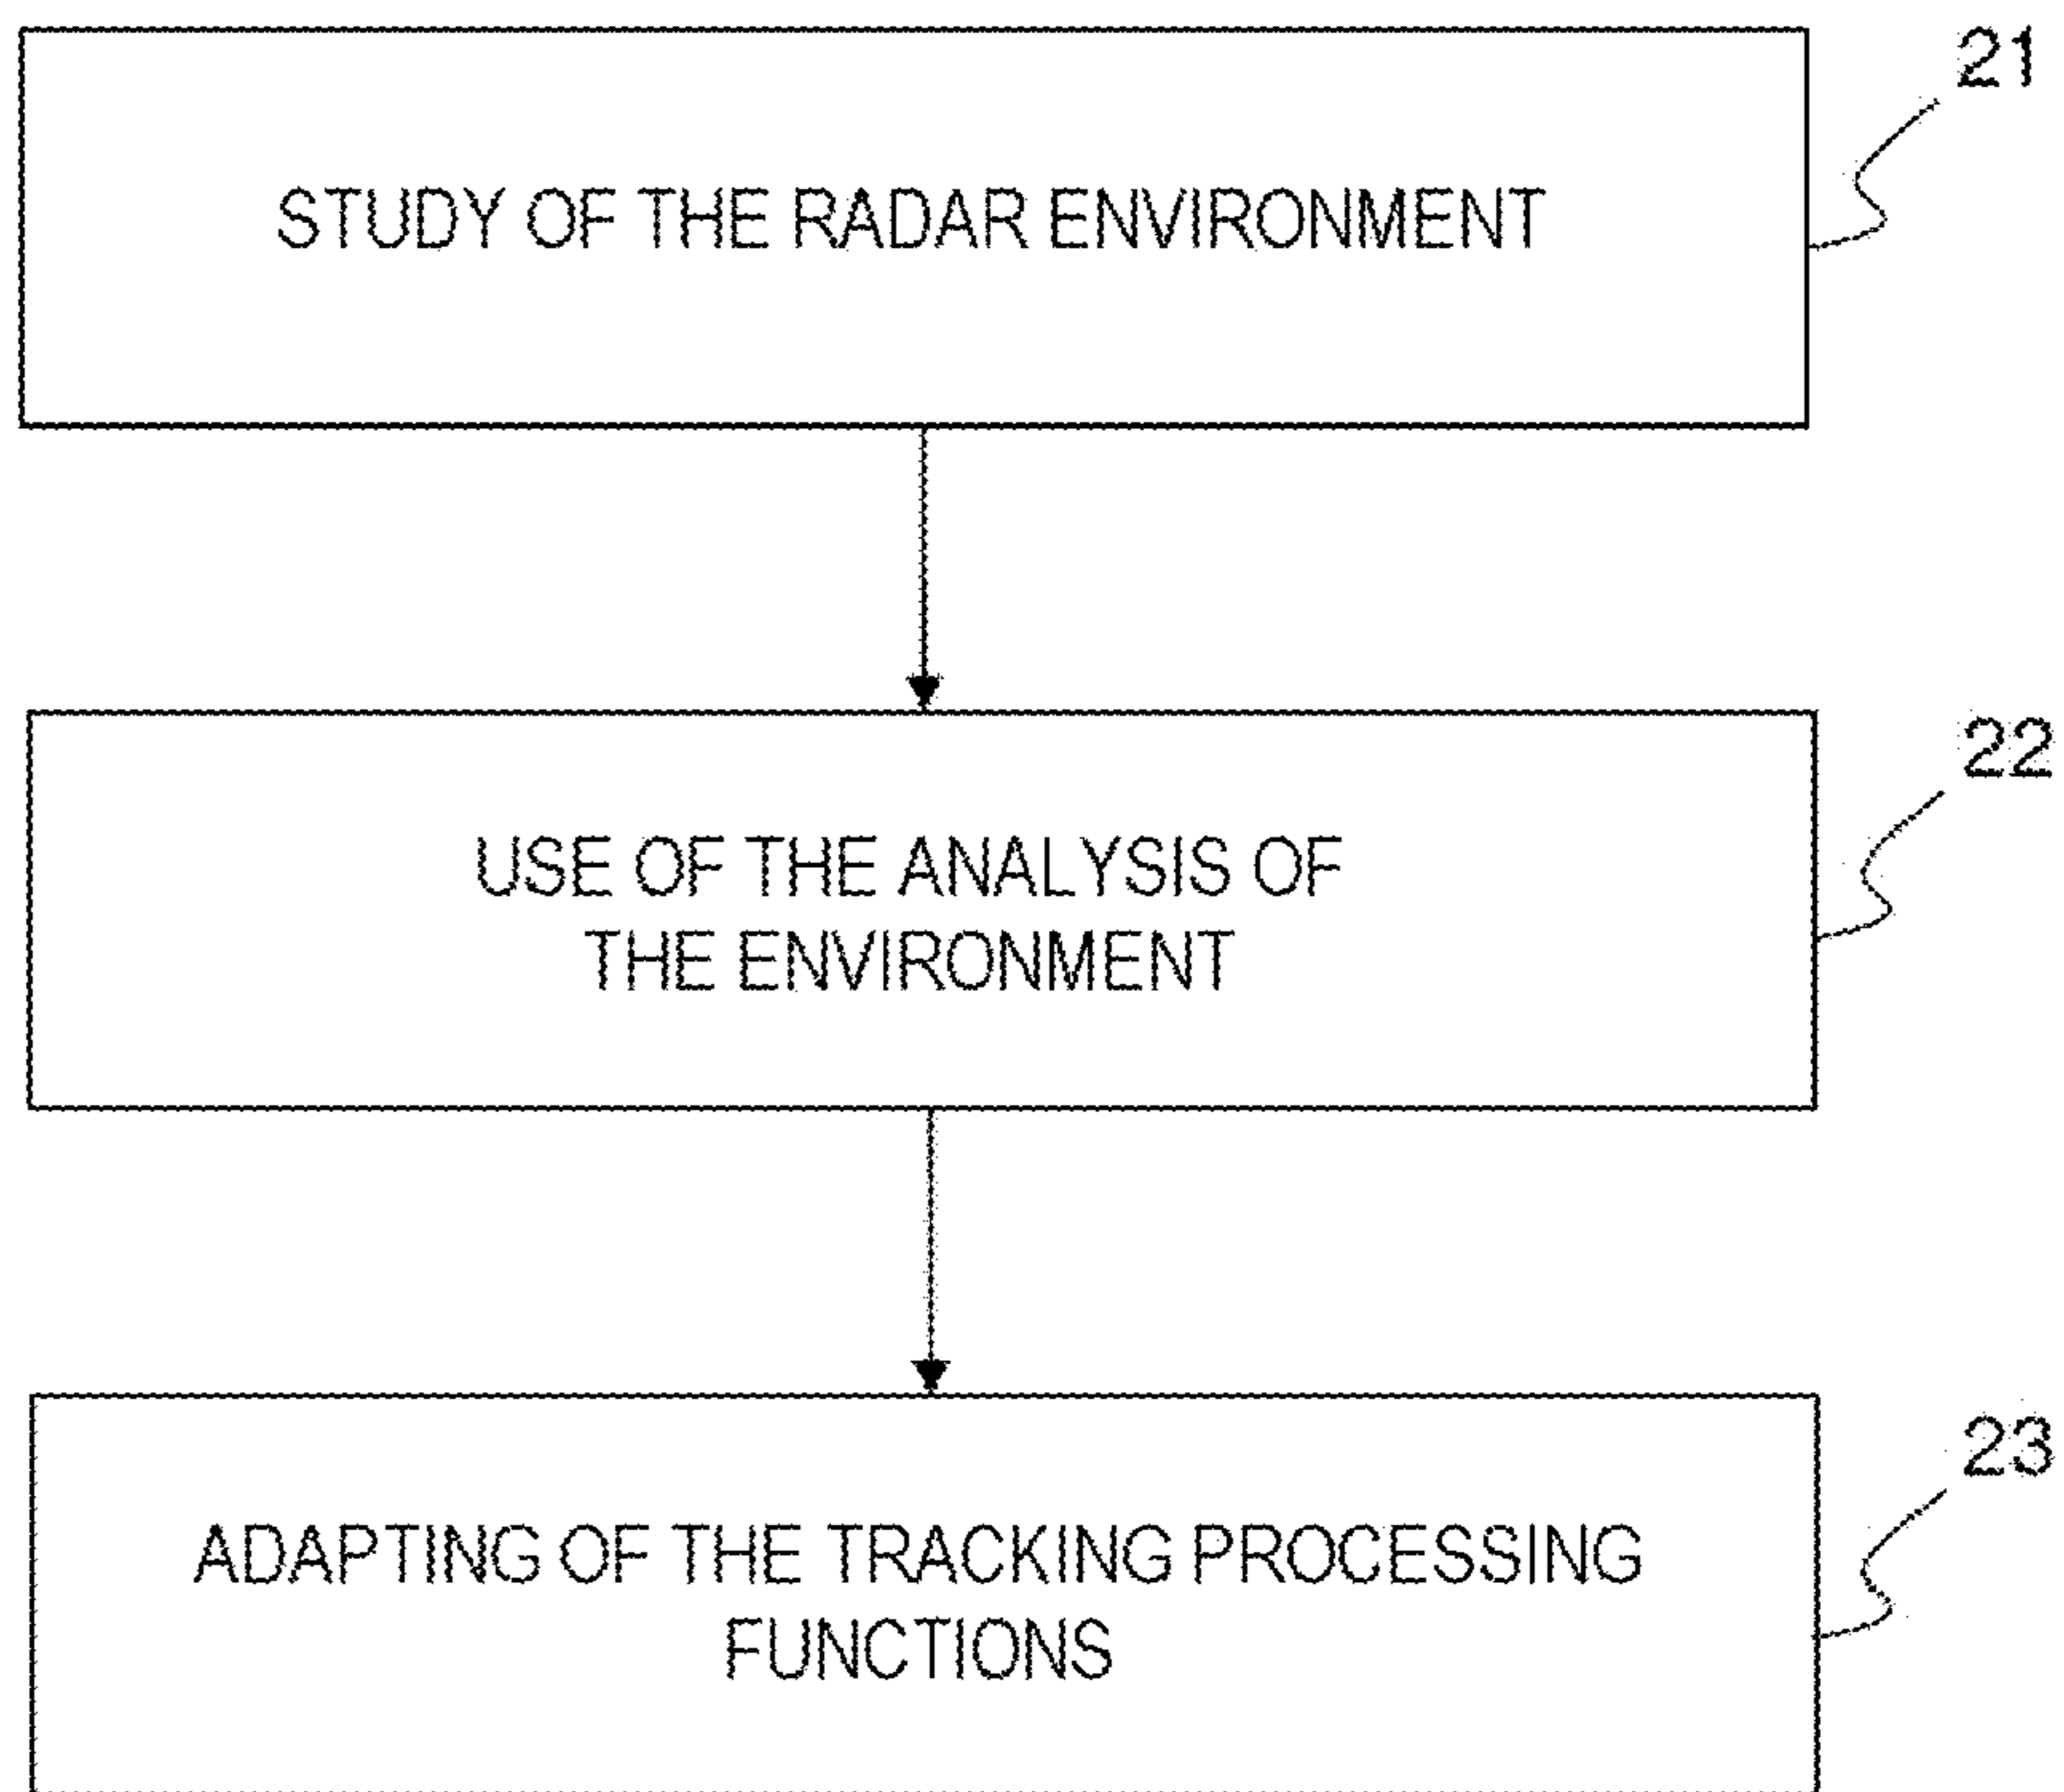 21
STUDY OF THE RADAR ENVIRONMENT
22
USE OF THE ANALYSIS OF
THE ENVIRONMENT
23
ADAPTING OF THE TRACKING PROCESSING
FUNCTIONS